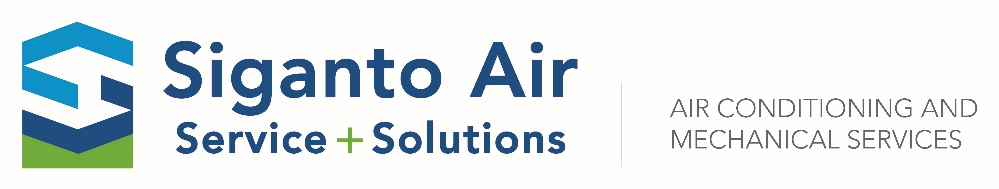 Siganto Air
Service + Solutions
AIR CONDITIONING AND
MECHANICAL SERVICES